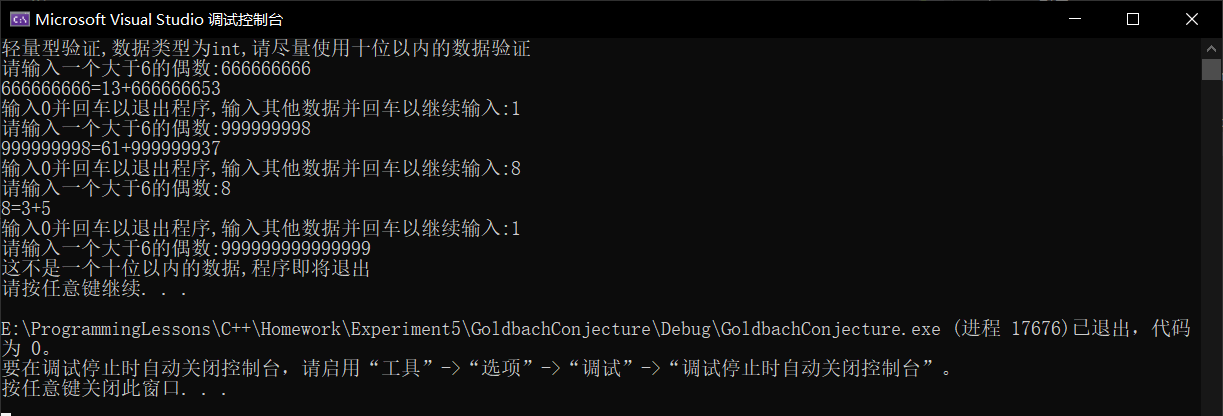 Microsoft Visual Studio 调试控制台
轻量型验证,数据类型为int,请尽量使用十位以内的数据验证
请输入一个大于6的偶数:666666666
666666666=13+666666653
输入0并回车以退出程序,输入其他数据并回车以继续输入:1
请输入一个大于6的偶数:999999998
999999998=61+999999937
输入0并回车以退出程序,输入其他数据并回车以继续输入:8
请输入一个大于6的偶数:8
8=3+5
输入0并回车以退出程序,输入其他数据并回车以继续输入:1
请输入一个大于6的偶数:999999999999999
这不是一个十位以内的数据,程序即将退出
请按任意键继续. . .
E:\ProgrammingLessons\C++\Homework\Experiment5\GoldbachConjecture\Debug\GoldbachConjecture.exe (进程 17676)已退出，代码
为 0。
要在调试停止时自动关闭控制台，请启用“工具”->“选项”->“调试”->“调试停止时自动关闭控制台”。
按任意键关闭此窗口. . .